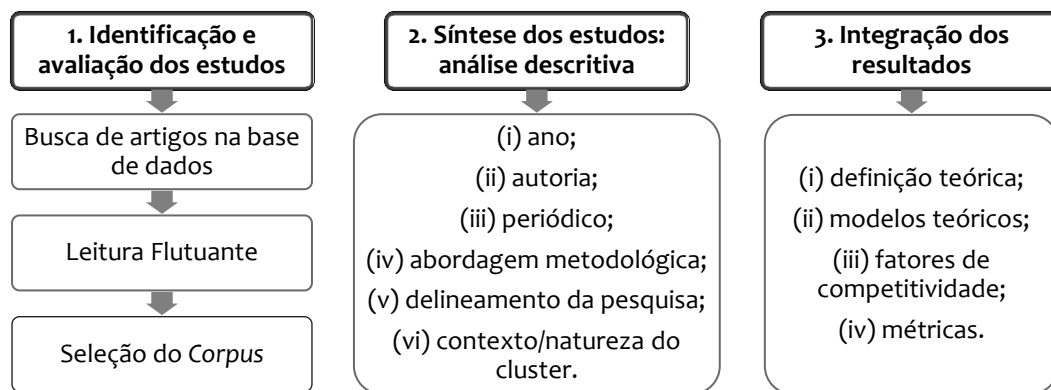 1. Identificação e
avaliação dos estudos
Busca de artigos na base
de dados
Leitura Flutuante
Seleção do Corpus
2. Síntese dos estudos:
análise descritiva
(i) ano;
(ii) autoria;
(iii) periódico;
(iv) abordagem metodológica;
(v) delineamento da pesquisa;
(vi) contexto/natureza do
cluster.
3. Integração dos
resultados
(i) definição teórica;
(ii) modelos teóricos;
(iii) fatores de
competitividade;
(iv) métricas.